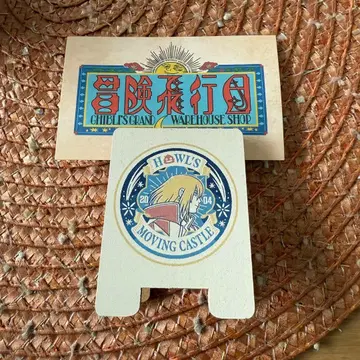 冒険飛行団
GHIBLI'S GRAND WAREHOUSE SHOP
HOWL'S
20 04
MOVING CASTLE